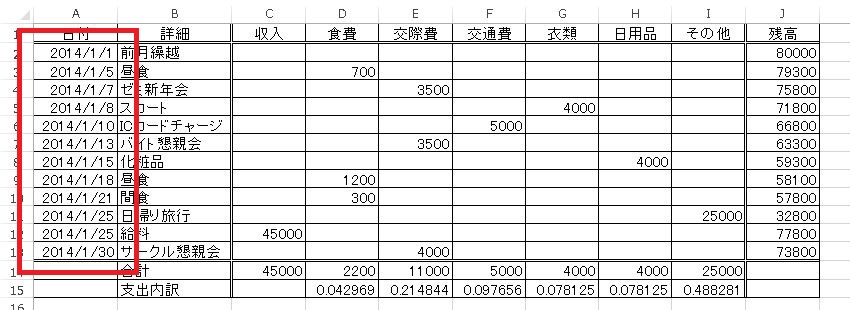 A B C D E F G H I J
1 日付 詳細 収入 食費 交際費 交通費 衣類 日用品 その他 残高
2 2014/1/1 前月繰越 80000
3 2014/1/5 昼食 700 79300
4 2014/1/7 ゼミ新年会 3500 75800
5 2014/1/8 スカート 4000 71800
6 2014/1/10 ICカードチャージ 5000 66800
7 2014/1/13 バイト懇親会 3500 63300
8 2014/1/15 化粧品 4000 59300
9 2014/1/18 昼食 1200 58100
10 2014/1/21 間食 300 57800
11 2014/1/25 日帰り旅行 25000 32800
12 2014/1/25 給料 45000 77800
13 2014/1/30 サークル懇親会 4000 73800
14 合計 45000 2200 11000 5000 4000 4000 25000
15 支出内訳 0.042969 0.214844 0.097656 0.078125 0.078125 0.488281
16